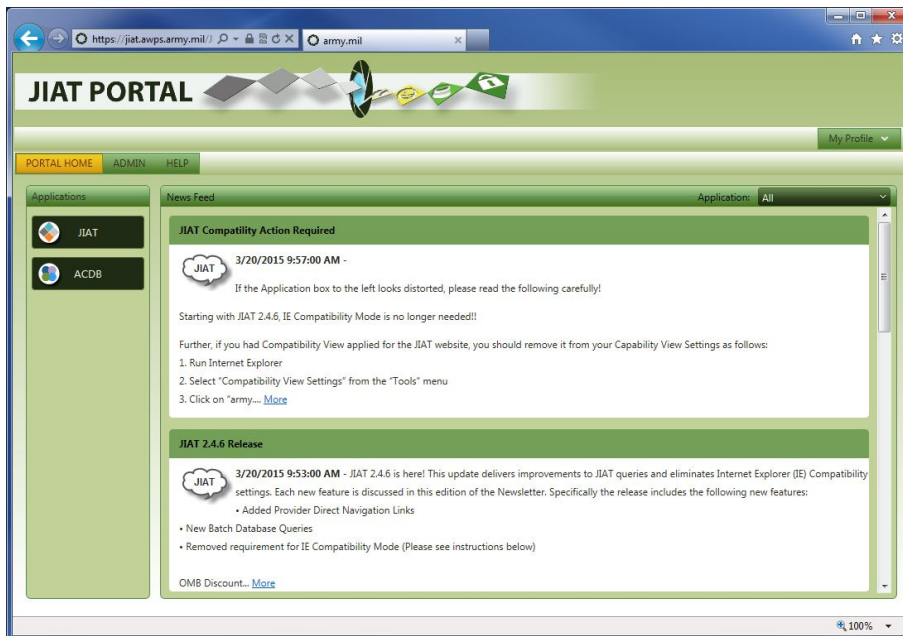 https://jiat.awps.army.mil/J
army.mil
JIAT PORTAL
My Profile
PORTAL HOME ADMIN HELP
Applications
JIAT
ACDB
News Feed
Application: All
JIAT Compatility Action Required
JIAT
3/20/2015 9:57:00 AM -
If the Application box to the left looks distorted, please read the following carefully!
Starting with JIAT 2.4.6, IE Compatibility Mode is no longer needed!!
Further, if you had Compatibility View applied for the JIAT website, you should remove it from your Capability View Settings as follows:
1. Run Internet Explorer
2. Select "Compatibility View Settings" from the "Tools" menu
3. Click on "army.... More
JIAT 2.4.6 Release
JIAT
3/20/2015 9:53:00 AM - JIAT 2.4.6 is here! This update delivers improvements to JIAT queries and eliminates Internet Explorer (IE) Compatibility
settings. Each new feature is discussed in this edition of the Newsletter. Specifically the release includes the following new features:
• Added Provider Direct Navigation Links
• New Batch Database Queries
• Removed requirement for IE Compatibility Mode (Please see instructions below)
OMB Discount... More
100%